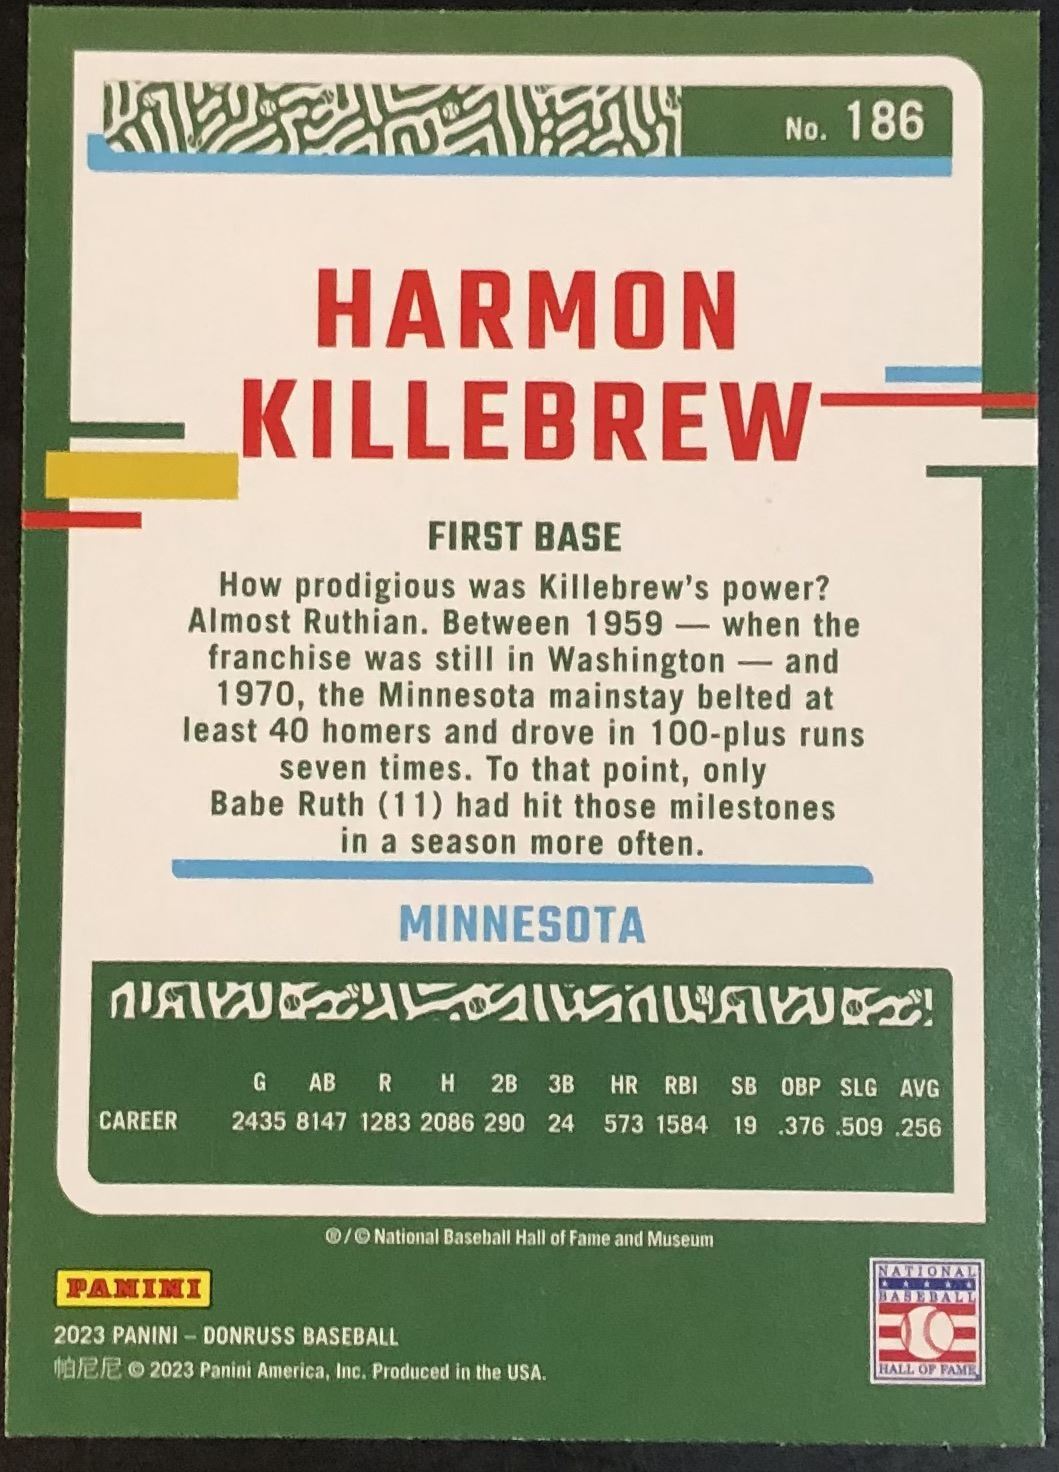 No. 186
HARMON
KILLEBREW
FIRST BASE
How prodigious was Killebrew's power?
Almost Ruthian. Between 1959 — when the
franchise was still in Washington — and
1970, the Minnesota mainstay belted at
least 40 homers and drove in 100-plus runs
seven times. To that point, only
Babe Ruth (11) had hit those milestones
in a season more often.
MINNESOTA
G AB R H 2B 3B HR RBI SB OBP SLG AVG
CAREER 2435 8147 1283 2086 290 24 573 1584 19 .376 .509 .256
®/© National Baseball Hall of Fame and Museum
PANINI
2023 PANINI – DONRUSS BASEBALL
帕尼尼 © 2023 Panini America, Inc. Produced in the USA.
NATIONAL
BASEBALL
HALL OF FAME